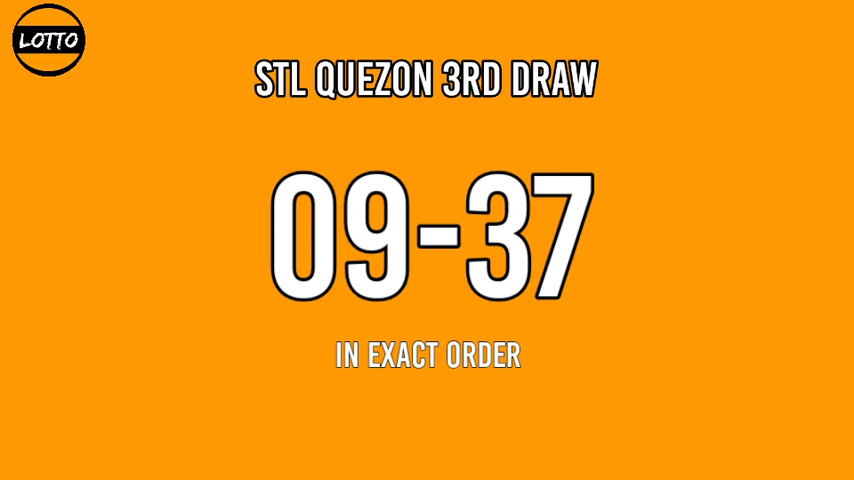 LOTTO
STL QUEZON 3RD DRAW
09-37
IN EXACT ORDER